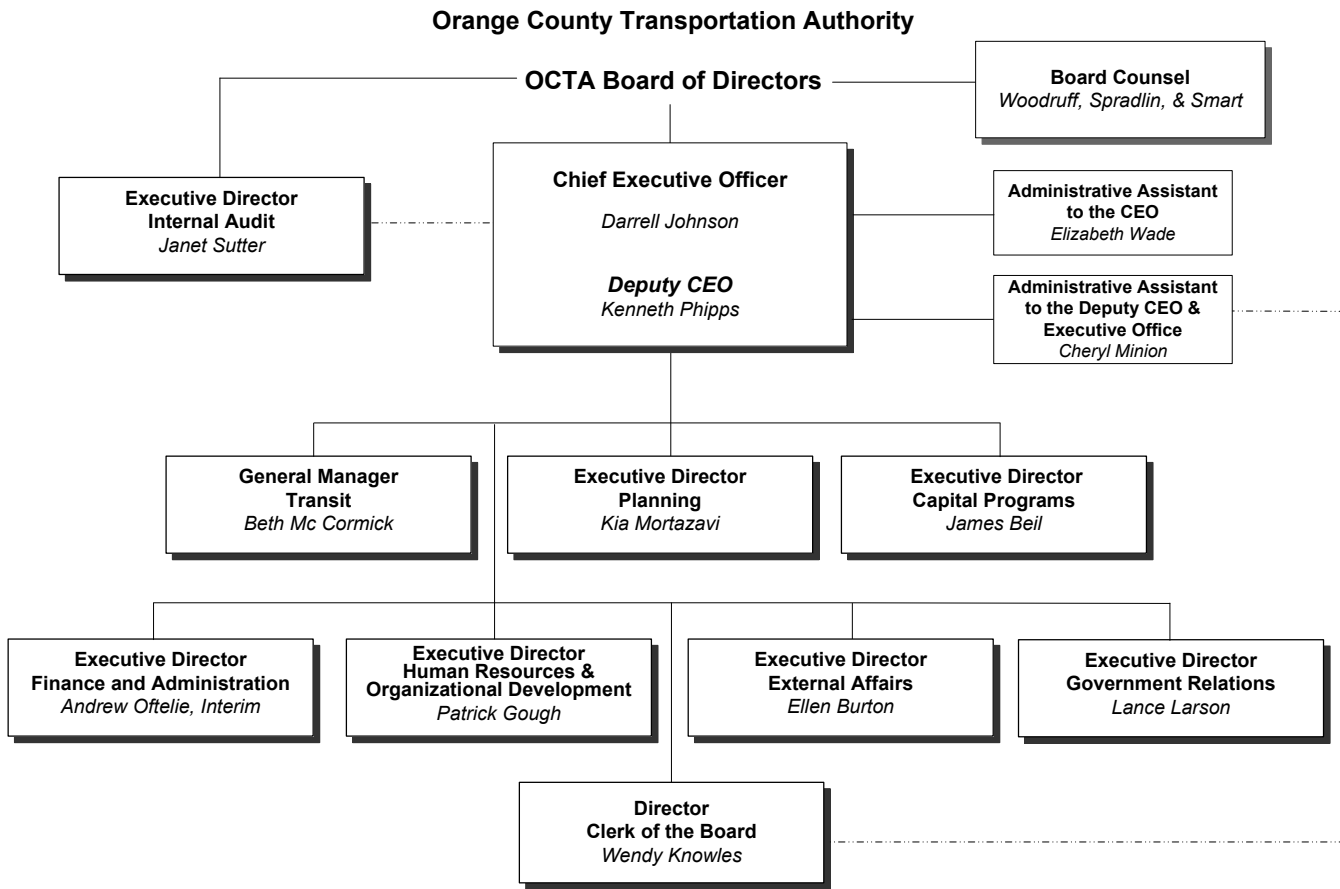 Orange County Transportation Authority
OCTA Board of Directors
Board Counsel
Woodruff, Spradlin, & Smart
Executive Director
Internal Audit
Janet Sutter
Chief Executive Officer
Darrell Johnson
Deputy CEO
Kenneth Phipps
Administrative Assistant
to the CEO
Elizabeth Wade
Administrative Assistant
to the Deputy CEO &
Executive Office
Cheryl Minion
General Manager
Transit
Beth Mc Cormick
Executive Director
Planning
Kia Mortazavi
Executive Director
Capital Programs
James Beil
Executive Director
Finance and Administration
Andrew Oftelie, Interim
Executive Director
Human Resources &
Organizational Development
Patrick Gough
Executive Director
External Affairs
Ellen Burton
Executive Director
Government Relations
Lance Larson
Director
Clerk of the Board
Wendy Knowles